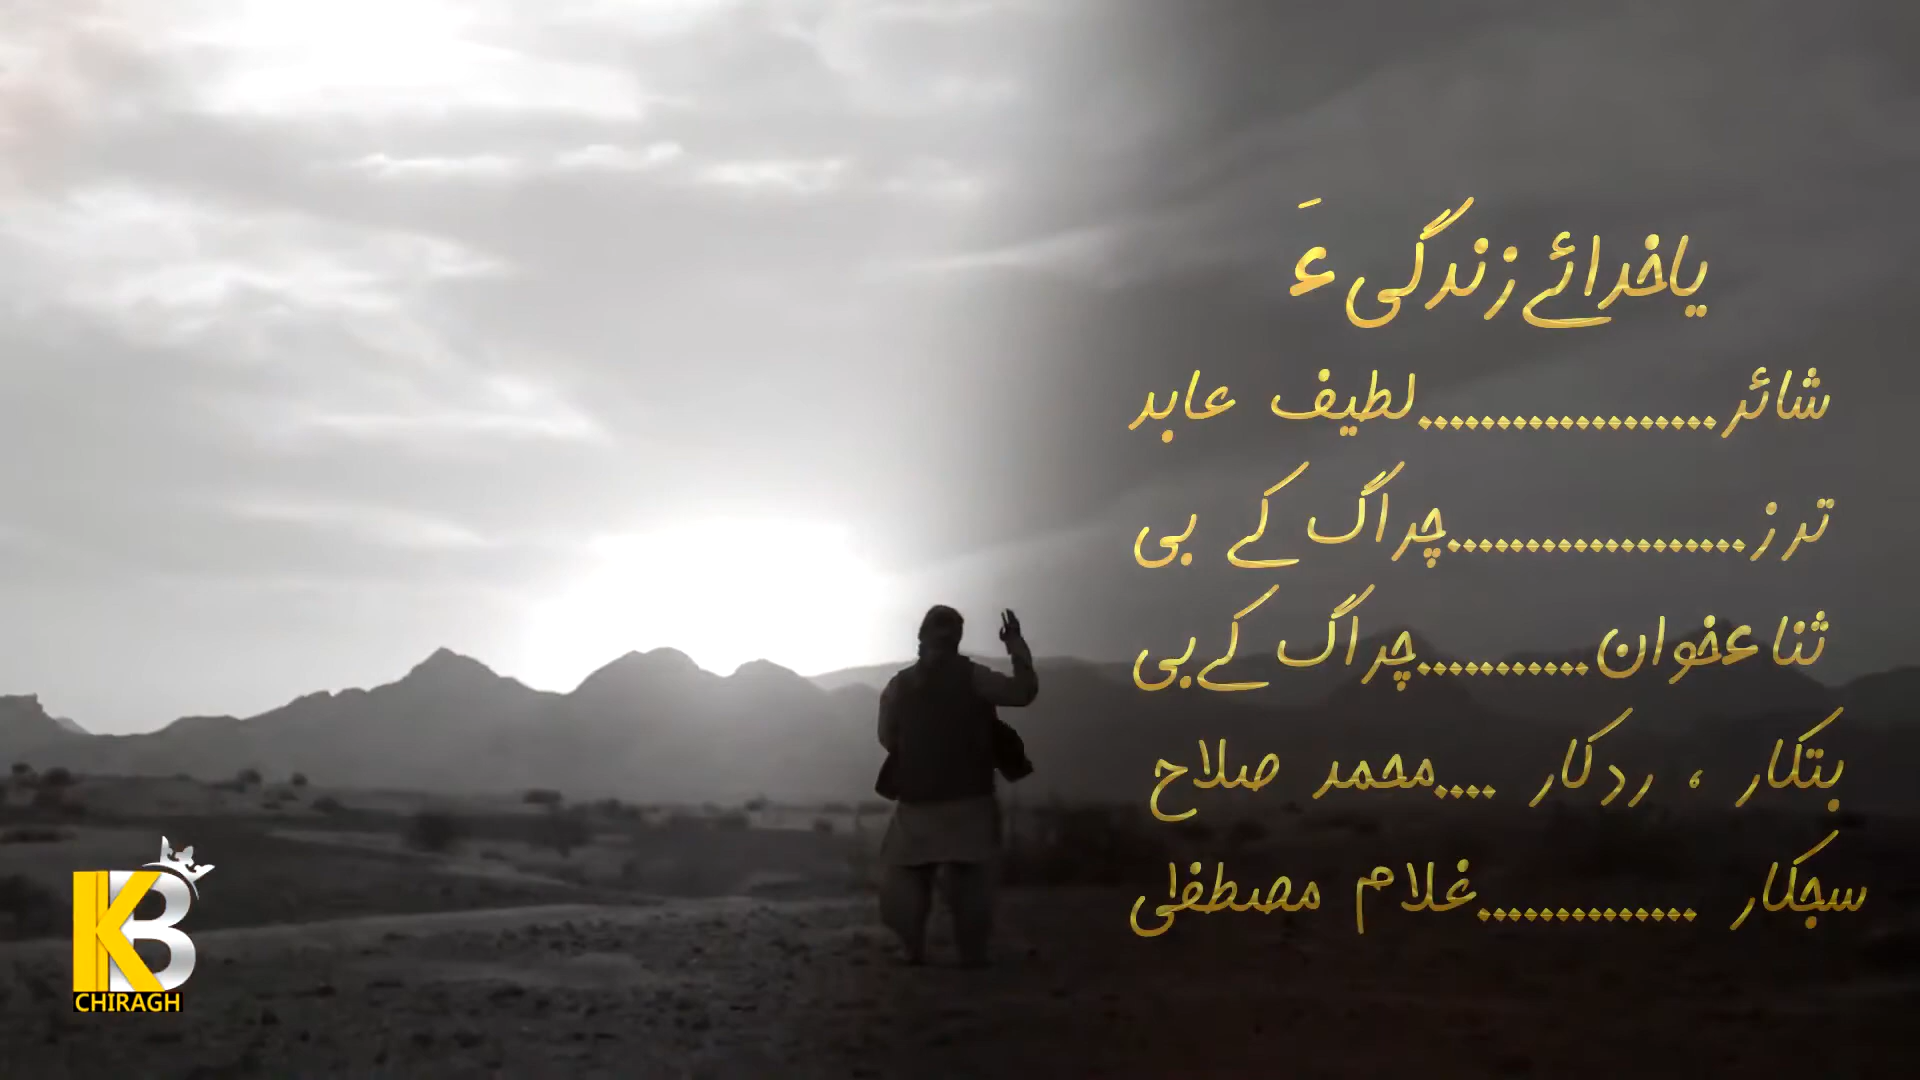 یاخدائے زندگیءَ
شائر...................لطیف عابد
ترز...................چراگ کے بی
ثناءخوان...........چراگ کے بی
بتکار ، ردکار ....محمد صلاح
سجکار ..............غلام مصطفٰی
KB
CHIRAGH